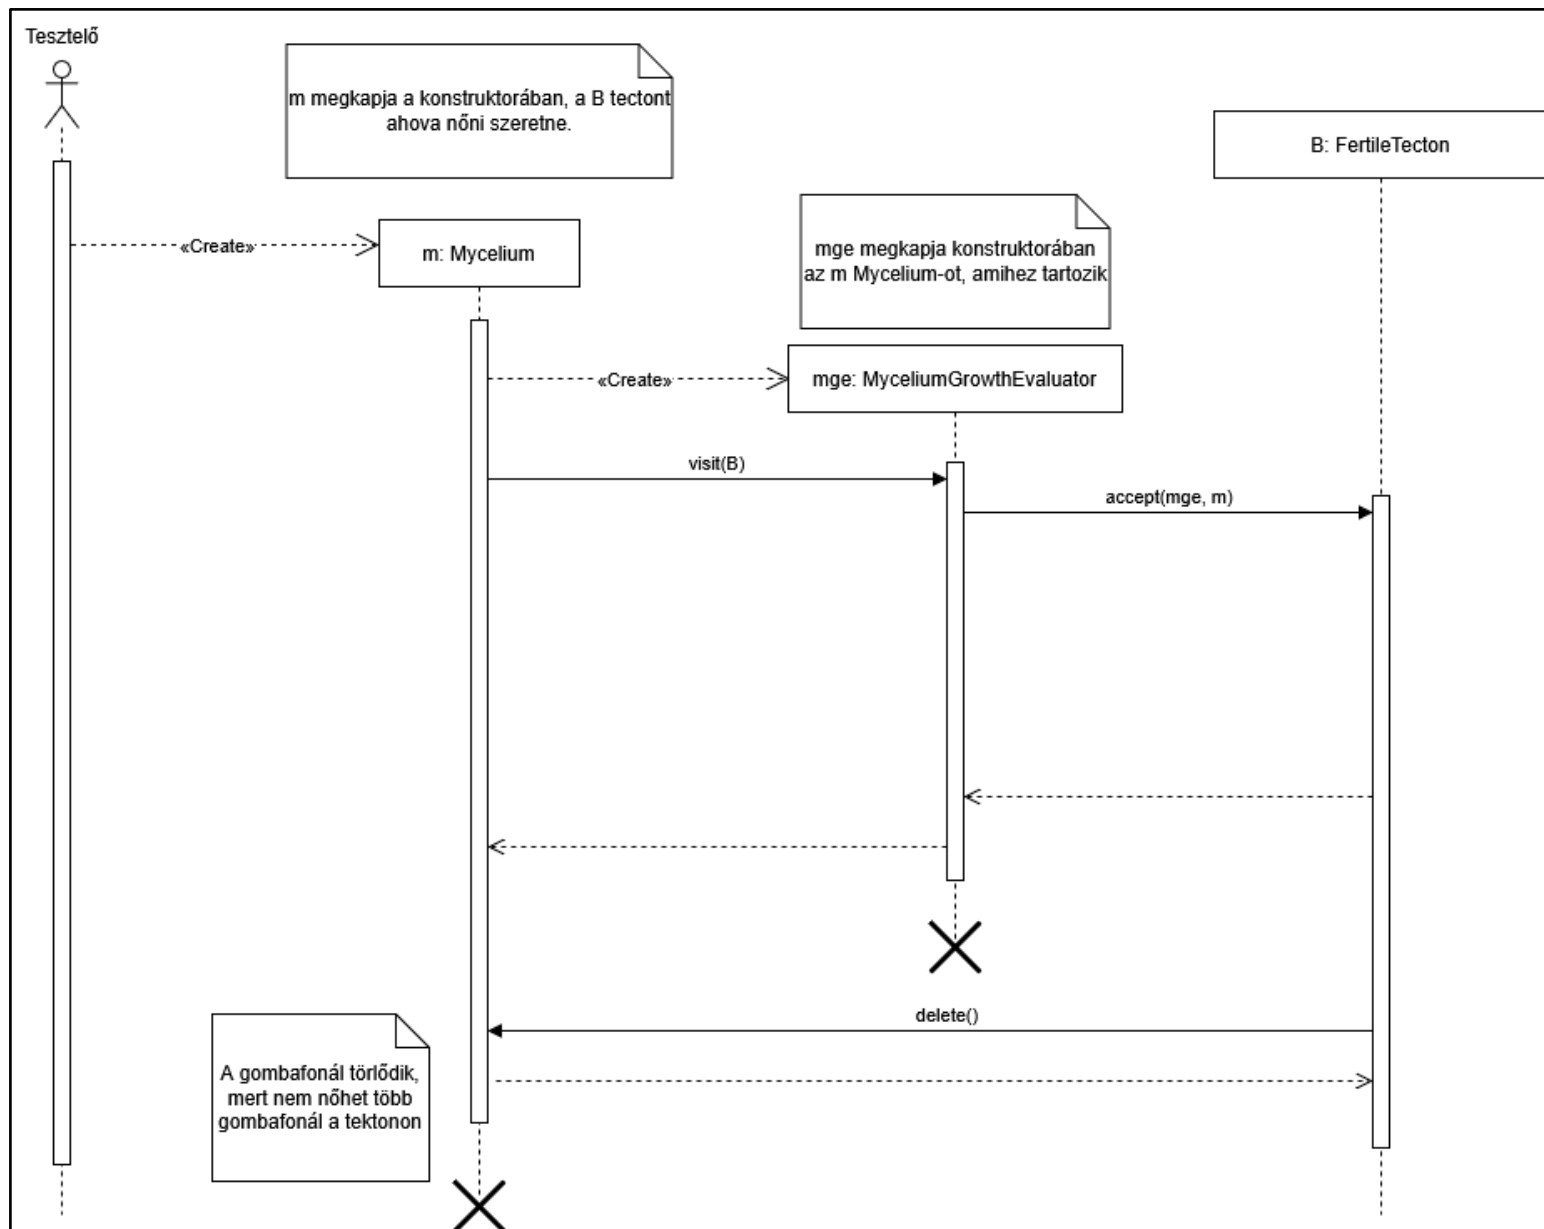 Tesztelő
m megkapja a konstruktorában, a B tectont
ahova nőni szeretne.
B: FertileTecton
«Create»
m: Mycelium
mge megkapja konstruktorában
az m Mycelium-ot, amihez tartozik
«Create»
mge: MyceliumGrowthEvaluator
visit(B)
accept(mge, m)
delete()
A gombafonál törlődik,
mert nem nőhet több
gombafonál a tektonon